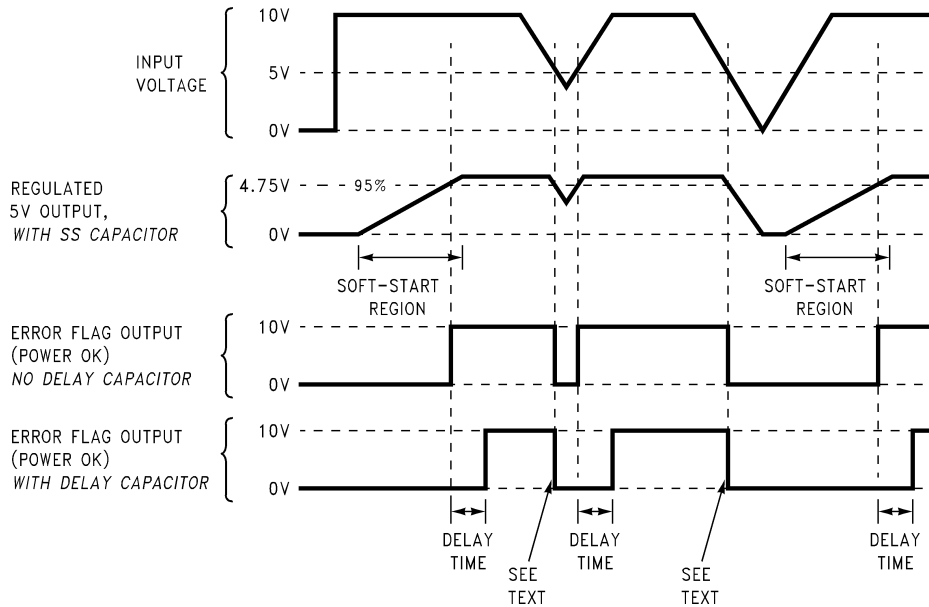 10V
INPUT
VOLTAGE
5V
0V
REGULATED
5V OUTPUT,
WITH SS CAPACITOR
4.75V
95%
0V
SOFT-START
REGION
SOFT-START
REGION
ERROR FLAG OUTPUT
(POWER OK)
NO DELAY CAPACITOR
10V
0V
ERROR FLAG OUTPUT
(POWER OK)
WITH DELAY CAPACITOR
10V
0V
DELAY
TIME
SEE
TEXT
DELAY
TIME
SEE
TEXT
DELAY
TIME